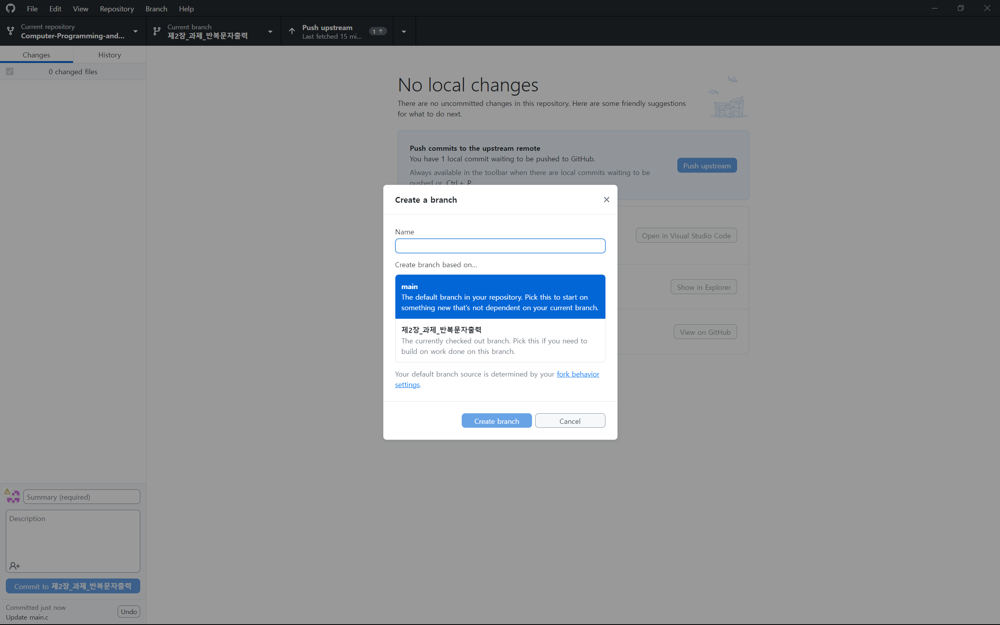 File Edit View Repository Branch Help
Current repository
Computer-Programming-and...
Current branch
제2장_과제_반복문자출력
Push upstream
Last fetched 15 mi...
1
Changes History
0 changed files
No local changes
There are no uncommitted changes in this repository. Here are some friendly suggestions
for what to do next.
Push commits to the upstream remote
You have 1 local commit waiting to be pushed to GitHub.
Always available in the toolbar when there are local commits waiting to be
pushed or Ctrl + P
Push upstream
Open in Visual Studio Code
Show in Explorer
View on GitHub
Create a branch
Name
Create branch based on...
main
The default branch in your repository. Pick this to start on
something new that's not dependent on your current branch.
제2장_과제_반복문자출력
The currently checked out branch. Pick this if you need to
build on work done on this branch.
Your default branch source is determined by your fork behavior
settings.
Create branch Cancel
Summary (required)
Description
Commit to 제2장_과제_반복문자출력
Committed just now
Update main.c
Undo